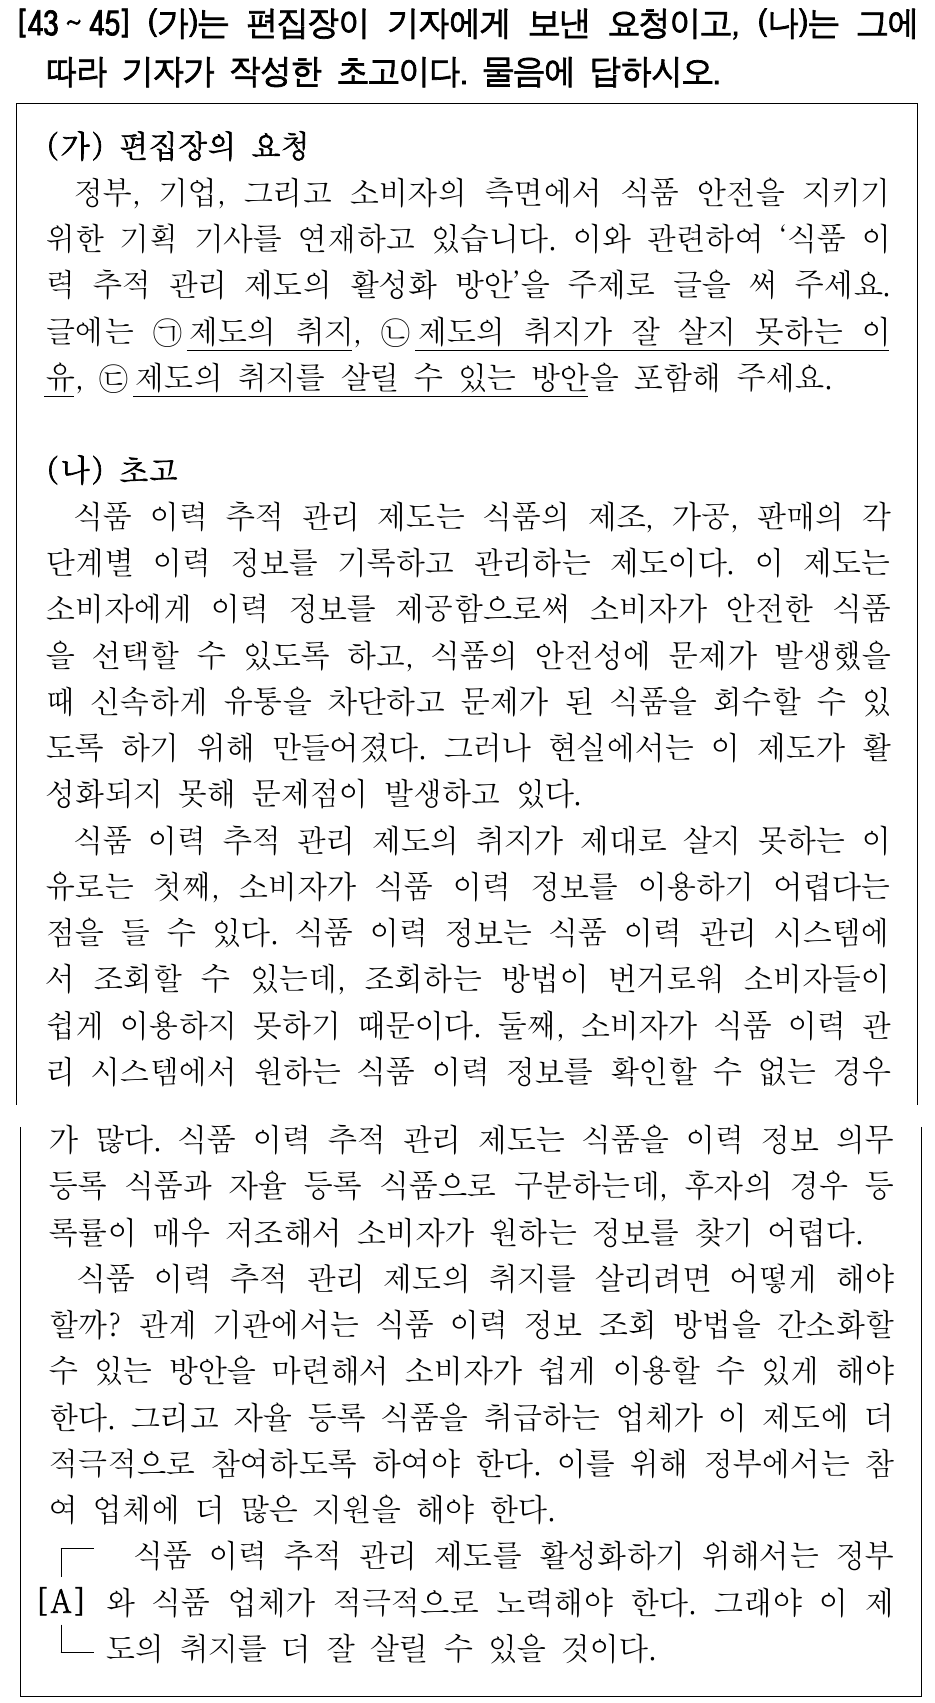 [43 ~ 45] (가)는 편집장이 기자에게 보낸 요청이고, (나)는 그에
따라 기자가 작성한 초고이다. 물음에 답하시오.
(가) 편집장의 요청
정부, 기업, 그리고 소비자의 측면에서 식품 안전을 지키기
위한 기획 기사를 연재하고 있습니다. 이와 관련하여 ‘식품 이
력 추적 관리 제도의 활성화 방안’을 주제로 글을 써 주세요.
글에는 ㉠제도의 취지, ㉡제도의 취지가 잘 살지 못하는 이
유, ㉢제도의 취지를 살릴 수 있는 방안을 포함해 주세요.
(나) 초고
식품 이력 추적 관리 제도는 식품의 제조, 가공, 판매의 각
단계별 이력 정보를 기록하고 관리하는 제도이다. 이 제도는
소비자에게 이력 정보를 제공함으로써 소비자가 안전한 식품
을 선택할 수 있도록 하고, 식품의 안전성에 문제가 발생했을
때 신속하게 유통을 차단하고 문제가 된 식품을 회수할 수 있
도록 하기 위해 만들어졌다. 그러나 현실에서는 이 제도가 활
성화되지 못해 문제점이 발생하고 있다.
식품 이력 추적 관리 제도의 취지가 제대로 살지 못하는 이
유로는 첫째, 소비자가 식품 이력 정보를 이용하기 어렵다는
점을 들 수 있다. 식품 이력 정보는 식품 이력 관리 시스템에
서 조회할 수 있는데, 조회하는 방법이 번거로워 소비자들이
쉽게 이용하지 못하기 때문이다. 둘째, 소비자가 식품 이력 관
리 시스템에서 원하는 식품 이력 정보를 확인할 수 없는 경우
가 많다. 식품 이력 추적 관리 제도는 식품을 이력 정보 의무
등록 식품과 자율 등록 식품으로 구분하는데, 후자의 경우 등
록률이 매우 저조해서 소비자가 원하는 정보를 찾기 어렵다.
식품 이력 추적 관리 제도의 취지를 살리려면 어떻게 해야
할까? 관계 기관에서는 식품 이력 정보 조회 방법을 간소화할
수 있는 방안을 마련해서 소비자가 쉽게 이용할 수 있게 해야
한다. 그리고 자율 등록 식품을 취급하는 업체가 이 제도에 더
적극적으로 참여하도록 하여야 한다. 이를 위해 정부에서는 참
여 업체에 더 많은 지원을 해야 한다.
식품 이력 추적 관리 제도를 활성화하기 위해서는 정부
[A] 와 식품 업체가 적극적으로 노력해야 한다. 그래야 이 제
도의 취지를 더 잘 살릴 수 있을 것이다.